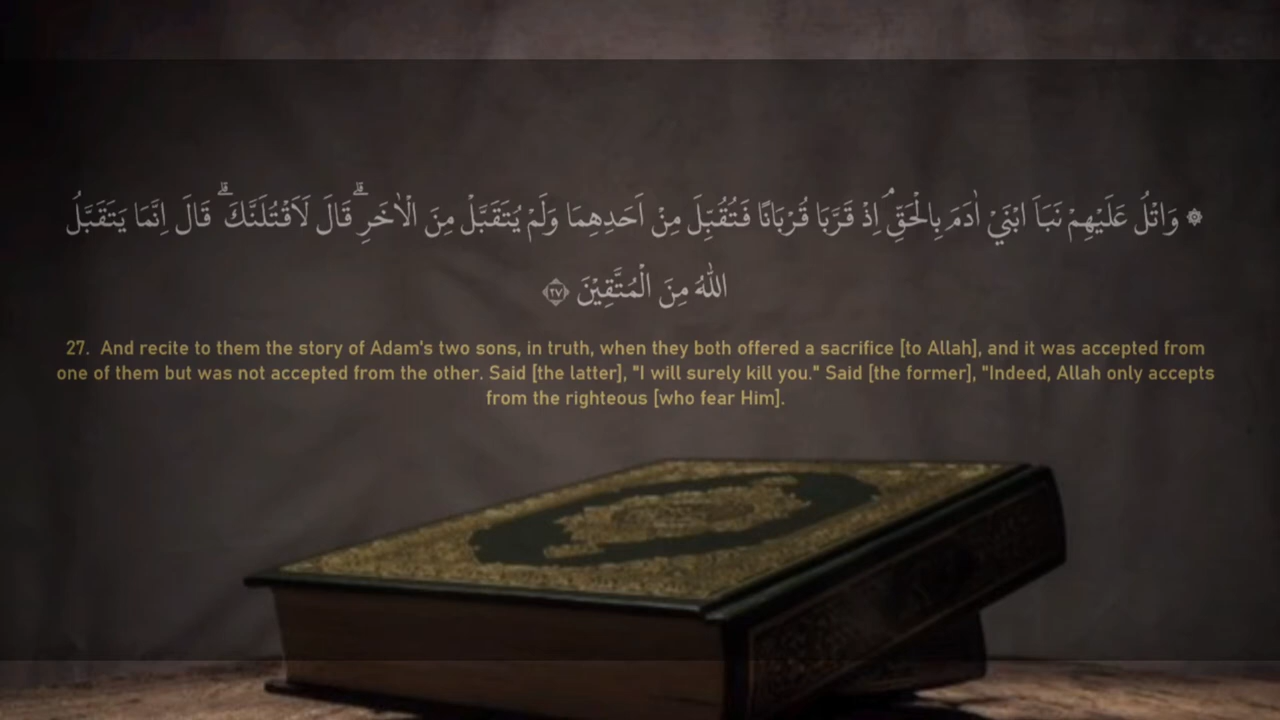 ۞ وَاتْلُ عَلَيْهِمْ نَبَاَ ابْنَيْ اٰدَمَ بِالْحَقِّۘ اِذْ قَرَّبَا قُرْبَانًا فَتُقُبِّلَ مِنْ اَحَدِهِمَا وَلَمْ يُتَقَبَّلْ مِنَ الْاٰخَرِۗ قَالَ لَاَقْتُلَنَّكَ ۗ قَالَ اِنَّمَا يَتَقَبَّلُ
اللّٰهُ مِنَ الْمُتَّقِيْنَ ٢٧
27. And recite to them the story of Adam's two sons, in truth, when they both offered a sacrifice [to Allah], and it was accepted from
one of them but was not accepted from the other. Said [the latter], "I will surely kill you." Said [the former], "Indeed, Allah only accepts
from the righteous [who fear Him].